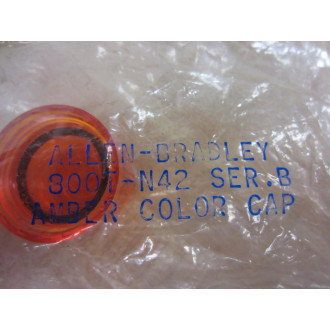 ALLEN-BRADLEY
800T-N42 SER.B
AMBER COLOR CAP